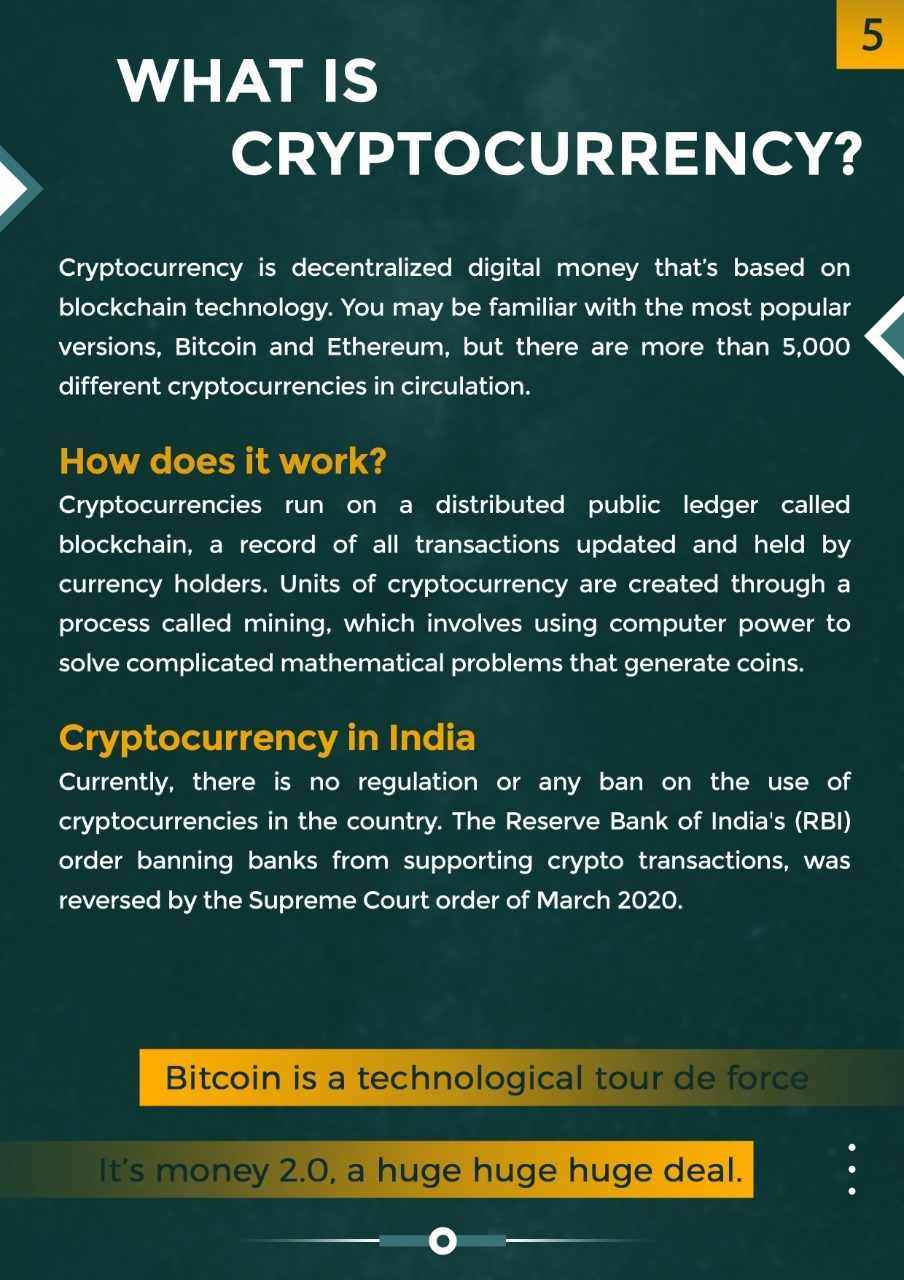 5
WHAT IS
CRYPTOCURRENCY?
Cryptocurrency is decentralized digital money that’s based on
blockchain technology. You may be familiar with the most popular
versions, Bitcoin and Ethereum, but there are more than 5,000
different cryptocurrencies in circulation.
How does it work?
Cryptocurrencies run on a distributed public ledger called
blockchain, a record of all transactions updated and held by
currency holders. Units of cryptocurrency are created through a
process called mining, which involves using computer power to
solve complicated mathematical problems that generate coins.
Cryptocurrency in India
Currently, there is no regulation or any ban on the use of
cryptocurrencies in the country. The Reserve Bank of India's (RBI)
order banning banks from supporting crypto transactions, was
reversed by the Supreme Court order of March 2020.
Bitcoin is a technological tour de force
It’s money 2.0, a huge huge huge deal.